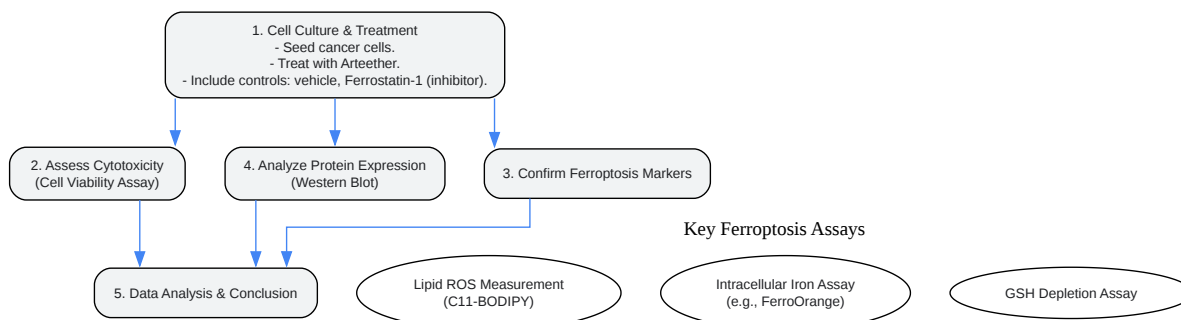 1. Cell Culture & Treatment
- Seed cancer cells.
- Treat with Arteether.
- Include controls: vehicle, Ferrostatin-1 (inhibitor).
2. Assess Cytotoxicity
(Cell Viability Assay)
4. Analyze Protein Expression
(Western Blot)
3. Confirm Ferroptosis Markers
Key Ferroptosis Assays
5. Data Analysis & Conclusion
Lipid ROS Measurement
(C11-BODIPY)
Intracellular Iron Assay
(e.g., FerroOrange)
GSH Depletion Assay